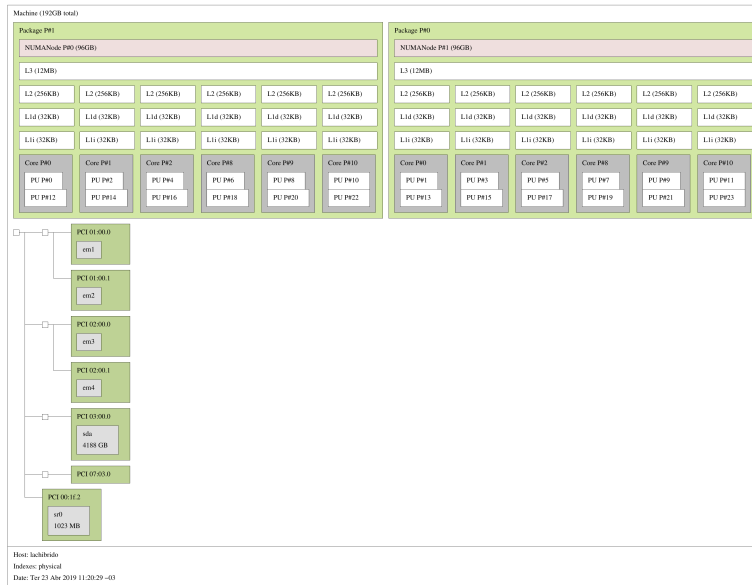 Machine (192GB total)
Package P#1
NUMANode P#0 (96GB)
L3 (12MB)
L2 (256KB) L2 (256KB) L2 (256KB) L2 (256KB) L2 (256KB) L2 (256KB)
L1d (32KB) L1d (32KB) L1d (32KB) L1d (32KB) L1d (32KB) L1d (32KB)
L1i (32KB) L1i (32KB) L1i (32KB) L1i (32KB) L1i (32KB) L1i (32KB)
Core P#0 Core P#1 Core P#2 Core P#8 Core P#9 Core P#10
PU P#0 PU P#2 PU P#4 PU P#6 PU P#8 PU P#10
PU P#12 PU P#14 PU P#16 PU P#18 PU P#20 PU P#22
Package P#0
NUMANode P#1 (96GB)
L3 (12MB)
L2 (256KB) L2 (256KB) L2 (256KB) L2 (256KB) L2 (256KB) L2 (256KB)
L1d (32KB) L1d (32KB) L1d (32KB) L1d (32KB) L1d (32KB) L1d (32KB)
L1i (32KB) L1i (32KB) L1i (32KB) L1i (32KB) L1i (32KB) L1i (32KB)
Core P#0 Core P#1 Core P#2 Core P#8 Core P#9 Core P#10
PU P#1 PU P#3 PU P#5 PU P#7 PU P#9 PU P#11
PU P#13 PU P#15 PU P#17 PU P#19 PU P#21 PU P#23
PCI 01:00.0
em1
PCI 01:00.1
em2
PCI 02:00.0
em3
PCI 02:00.1
em4
PCI 03:00.0
sda
4188 GB
PCI 07:03.0
PCI 00:1f.2
sr0
1023 MB
Host: lachibrido
Indexes: physical
Date: Ter 23 Abr 2019 11:20:29 -03